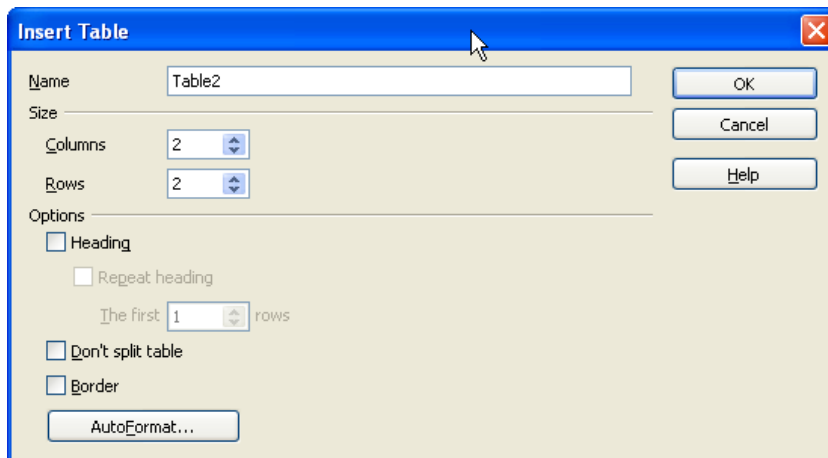 Insert Table
Name Table2
OK
Size
Cancel
Columns 2
Rows 2
Help
Options
Heading
Repeat heading
The first 1 rows
Don't split table
Border
AutoFormat...